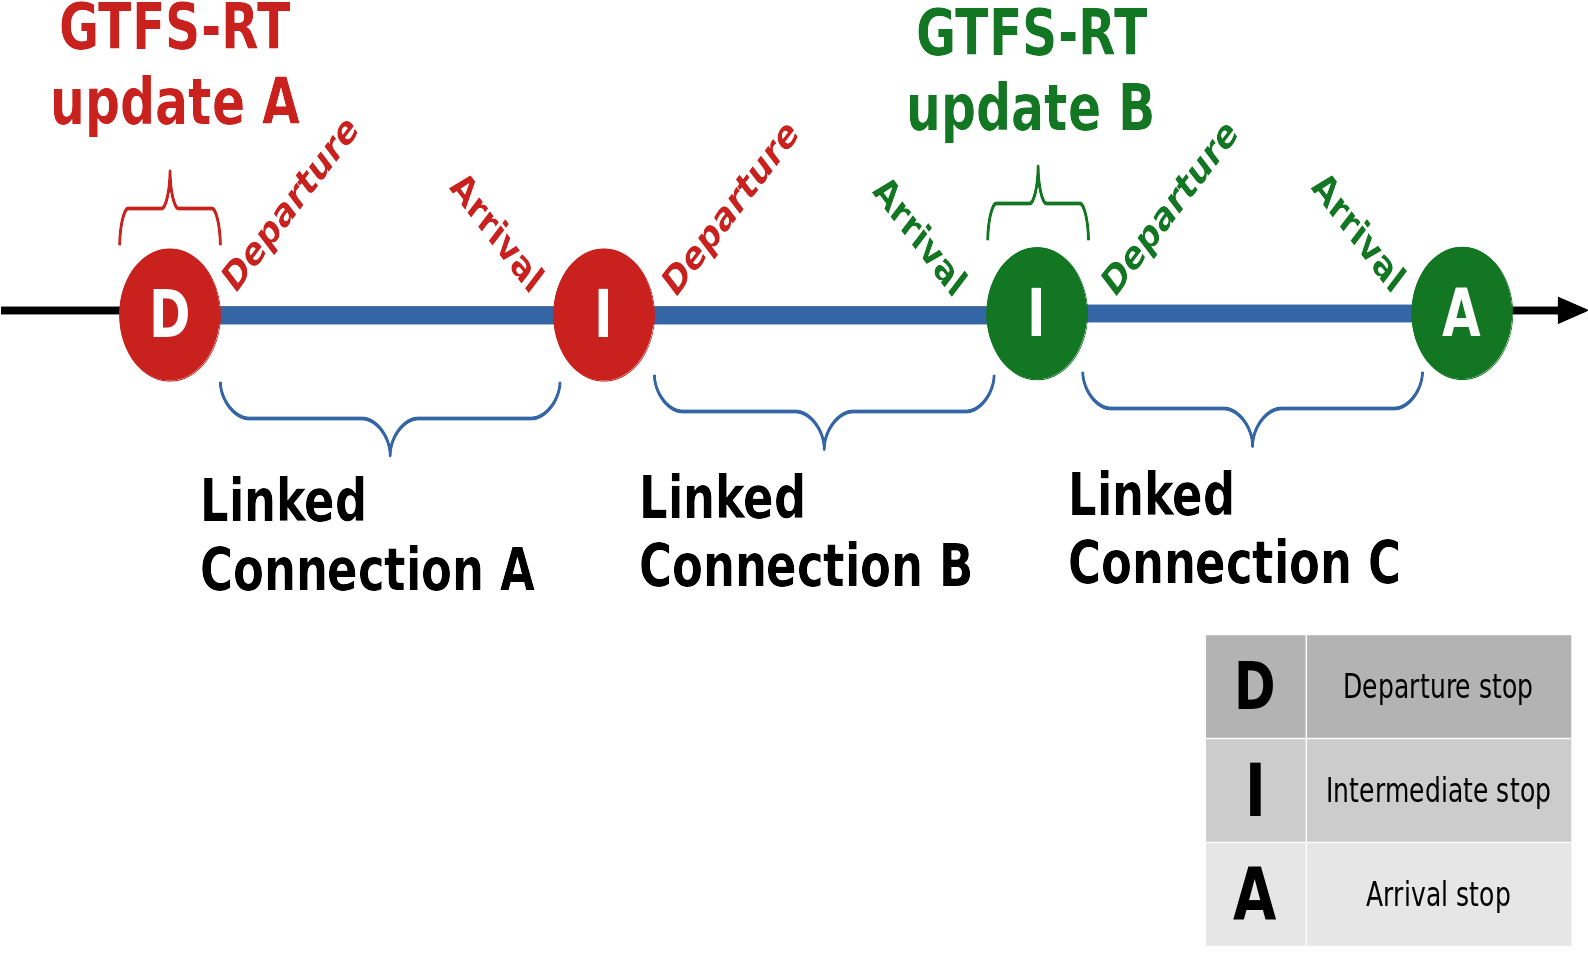 GTFS-RT
update A
GTFS-RT
update B
Departure
Arrival
Departure
Arrival
Departure
Arrival
D
I
I
A
Linked
Connection A
Linked
Connection B
Linked
Connection C
D Departure stop
I Intermediate stop
A Arrival stop